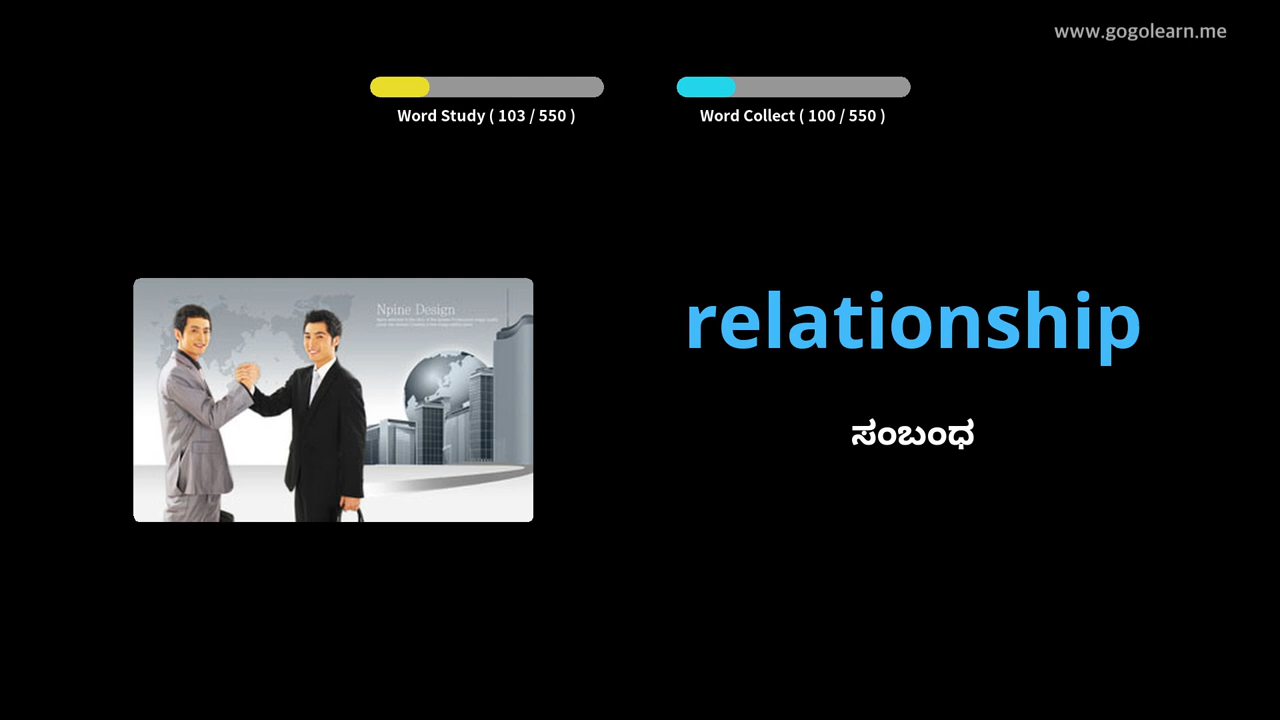 www.gogolearn.me
Word Study ( 103 / 550 )
Word Collect ( 100 / 550 )
Npine Design
relationship
ಸಂಬಂಧ